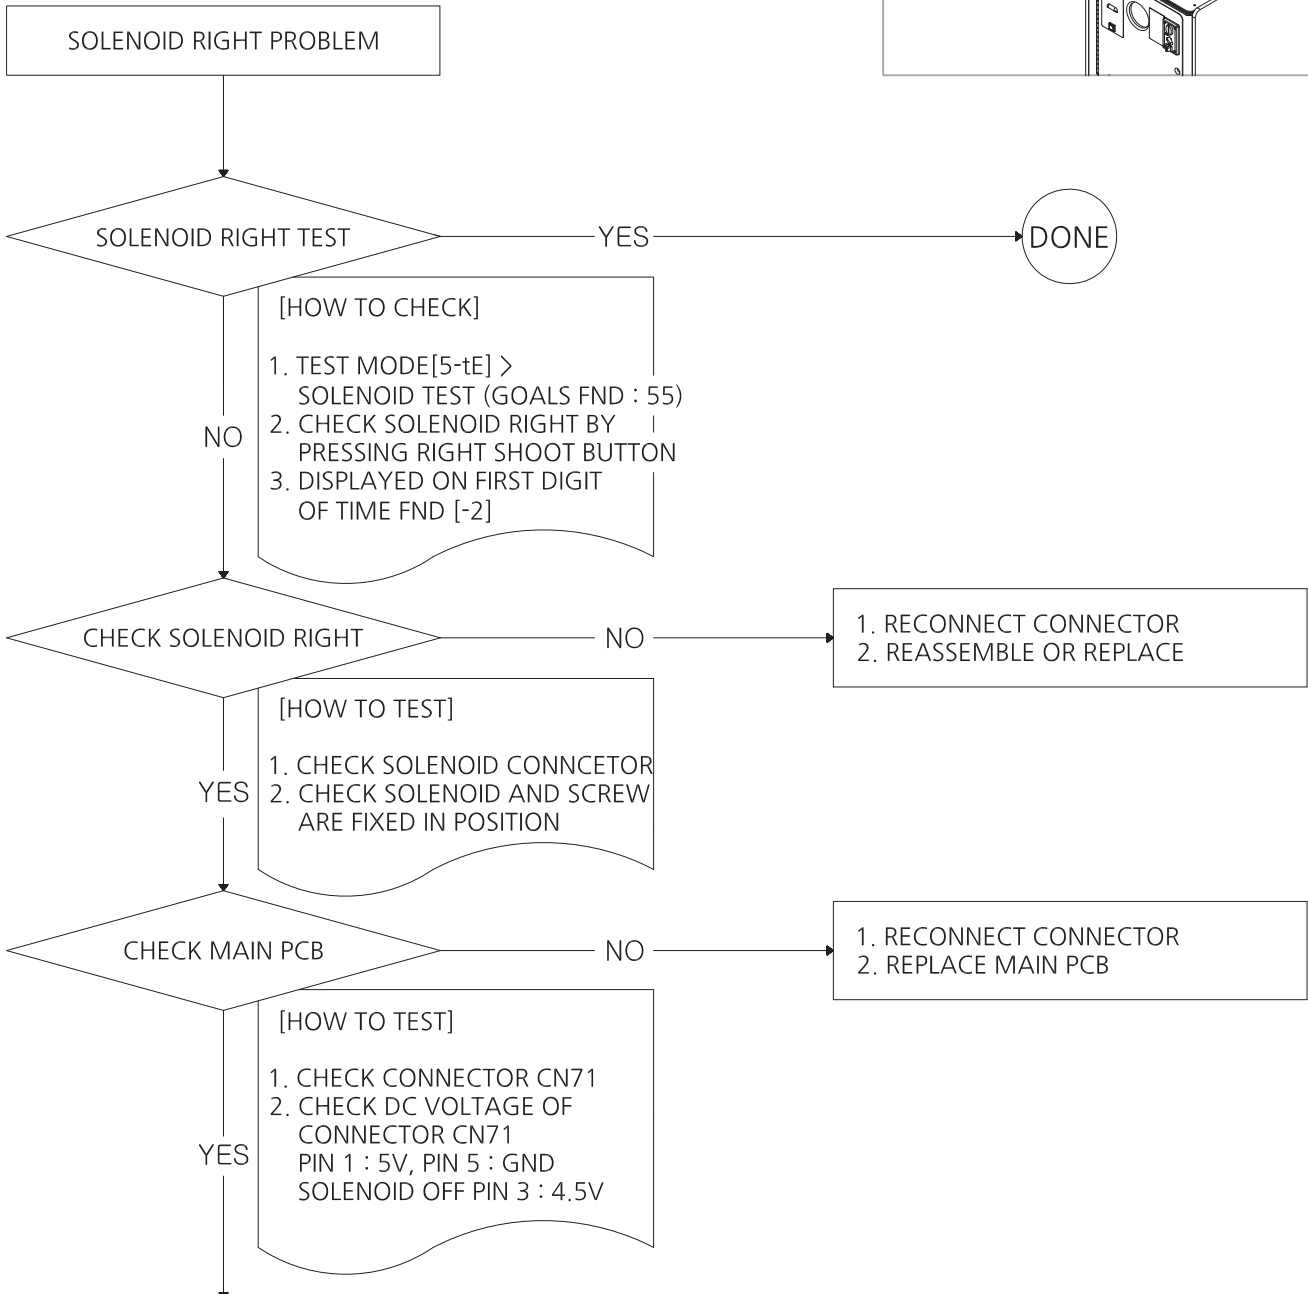 SOLENOID RIGHT PROBLEM
SOLENOID RIGHT TEST
YES
DONE
[HOW TO CHECK]
1. TEST MODE[5-tE] >
SOLENOID TEST (GOALS FND : 55)
2. CHECK SOLENOID RIGHT BY
PRESSING RIGHT SHOOT BUTTON
3. DISPLAYED ON FIRST DIGIT
OF TIME FND [-2]
NO
CHECK SOLENOID RIGHT
NO
1. RECONNECT CONNECTOR
2. REASSEMBLE OR REPLACE
[HOW TO TEST]
1. CHECK SOLENOID CONNCETOR
2. CHECK SOLENOID AND SCREW
ARE FIXED IN POSITION
YES
CHECK MAIN PCB
NO
1. RECONNECT CONNECTOR
2. REPLACE MAIN PCB
[HOW TO TEST]
1. CHECK CONNECTOR CN71
2. CHECK DC VOLTAGE OF
CONNECTOR CN71
PIN 1 : 5V, PIN 5 : GND
SOLENOID OFF PIN 3 : 4.5V
YES